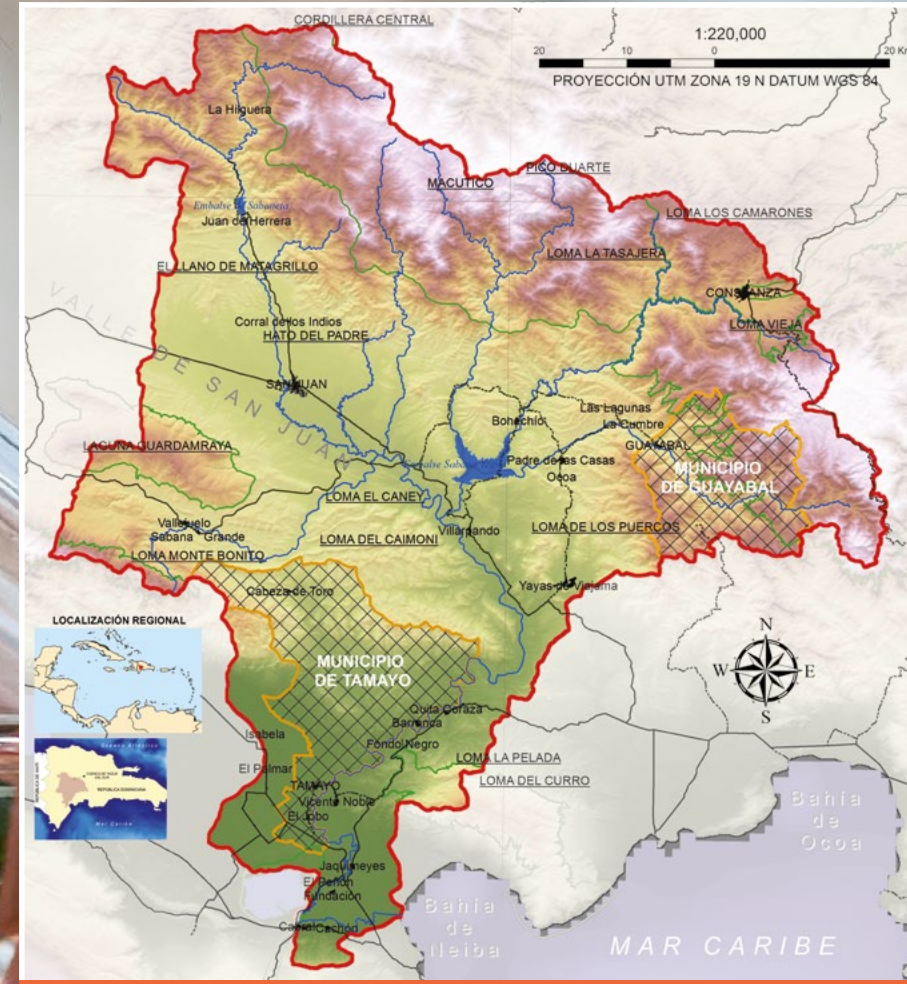 CORDILLERA CENTRAL
1:220,000
20 10 0 20 Km
PROYECCIÓN UTM ZONA 19 N DATUM WGS 84
La Higuera
PICO DUARTE
MACUTICO
Embalse de Sabaneta
Juan de Herrera
LOMA LOS CAMARONES
LOMA LA TASAJERA
EL LLANO DE MATAGRILLO
CONSTANZA
VALLE DE SAN JUAN
Corral de los Indios
HATO DEL PADRE
LOMA VIEJA
SAN JUAN
Las Lagunas
Bohechío
La Cumbre
LAGUNA GUARDAMRAYA
GUAYABAL
Embalse
Padre de las Casas
MUNICIPIO
DE GUAYABAL
Ocoa
LOMA EL CANEY
Vallejuelo
Villarpando
LOMA DE LOS PUERCOS
Sabana Grande
LOMA DEL CAIMONI
LOMA MONTE BONITO
Cabeza de Toro
Yayas de Viajama
LOCALIZACIÓN REGIONAL
N
W E
S
MUNICIPIO
DE TAMAYO
Quita Coraza
Barranca
Isabela
Fondo Negro
Oceano Atlántico
LOMA LA PELADA
El Palmar
LOMA DEL CURRO
REPUBLICA DOMINICANA
TAMAYO
Vicente Noble
El Jobo
Mar Caribe
Bahía
de
Ocoa
Jaquimeyes
El Peñón
Fundación
Bahía
de
Neiba
Cabral
Cachón
MAR CARIBE